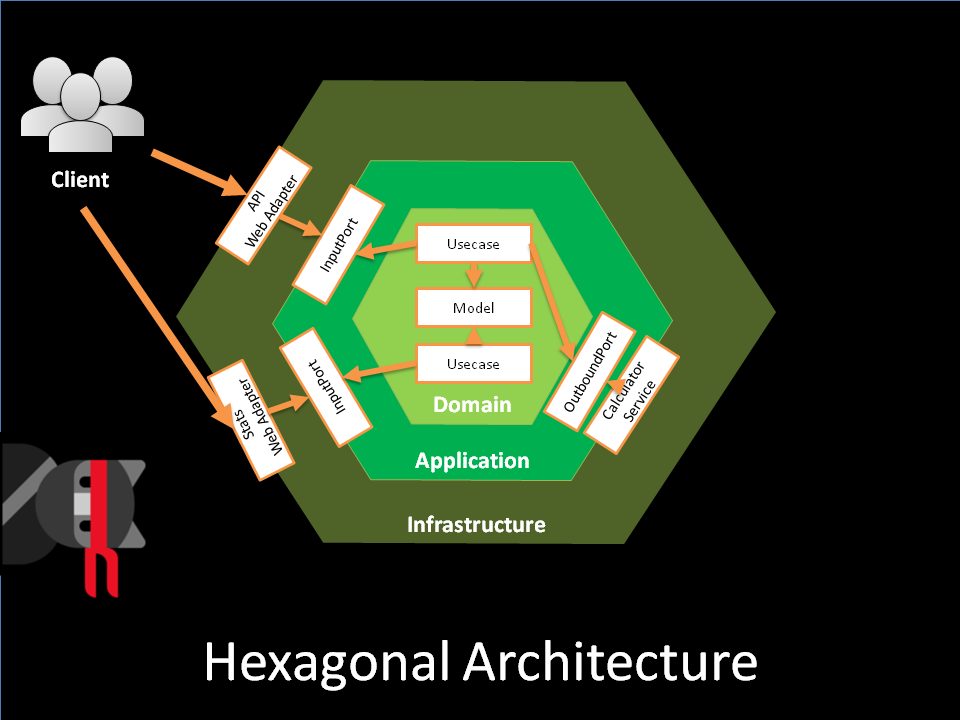 Client
API
Web Adapter
InputPort
Usecase
Model
Usecase
InputPort
Stats
Web Adapter
OutboundPort
Calculator
Service
Domain
Application
Infrastructure
Hexagonal Architecture